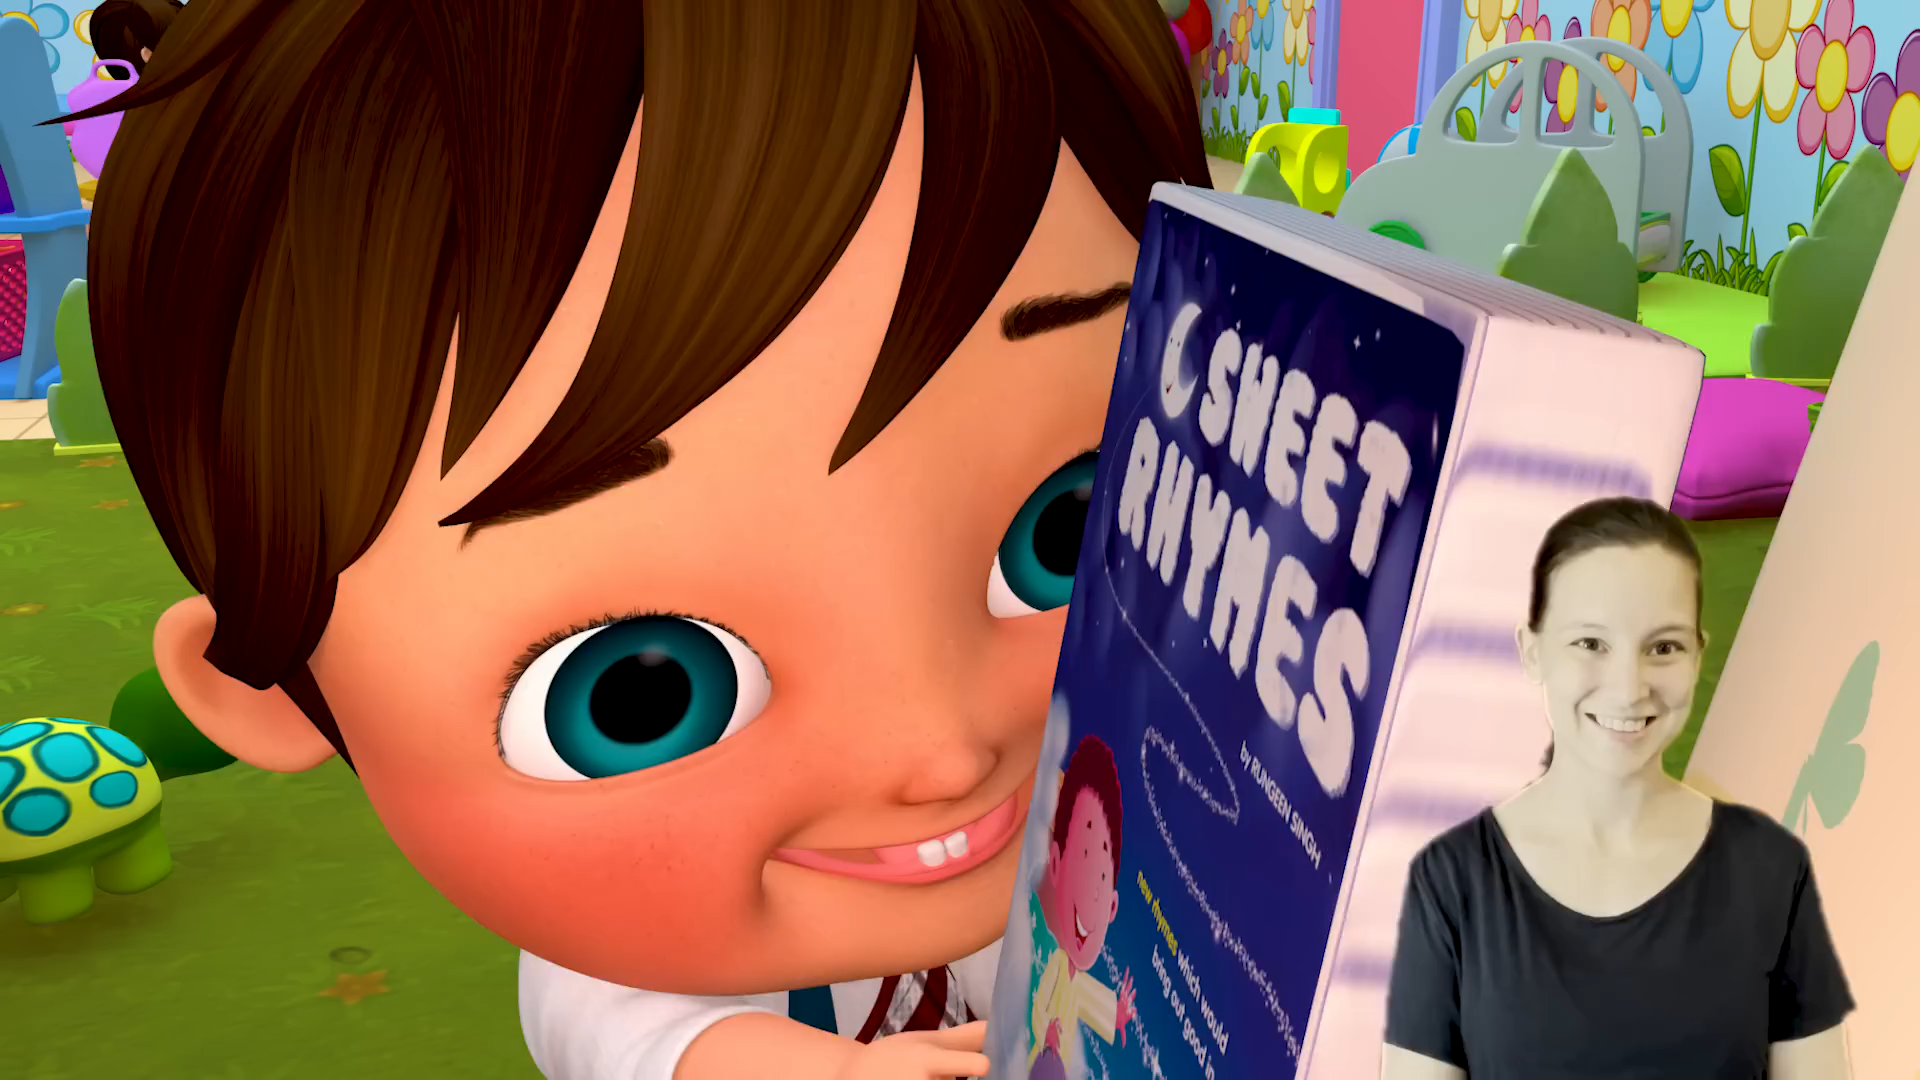 SWEET
RHYMES
by RUNGEEN SINGH
new rhymes which would
bring out good in